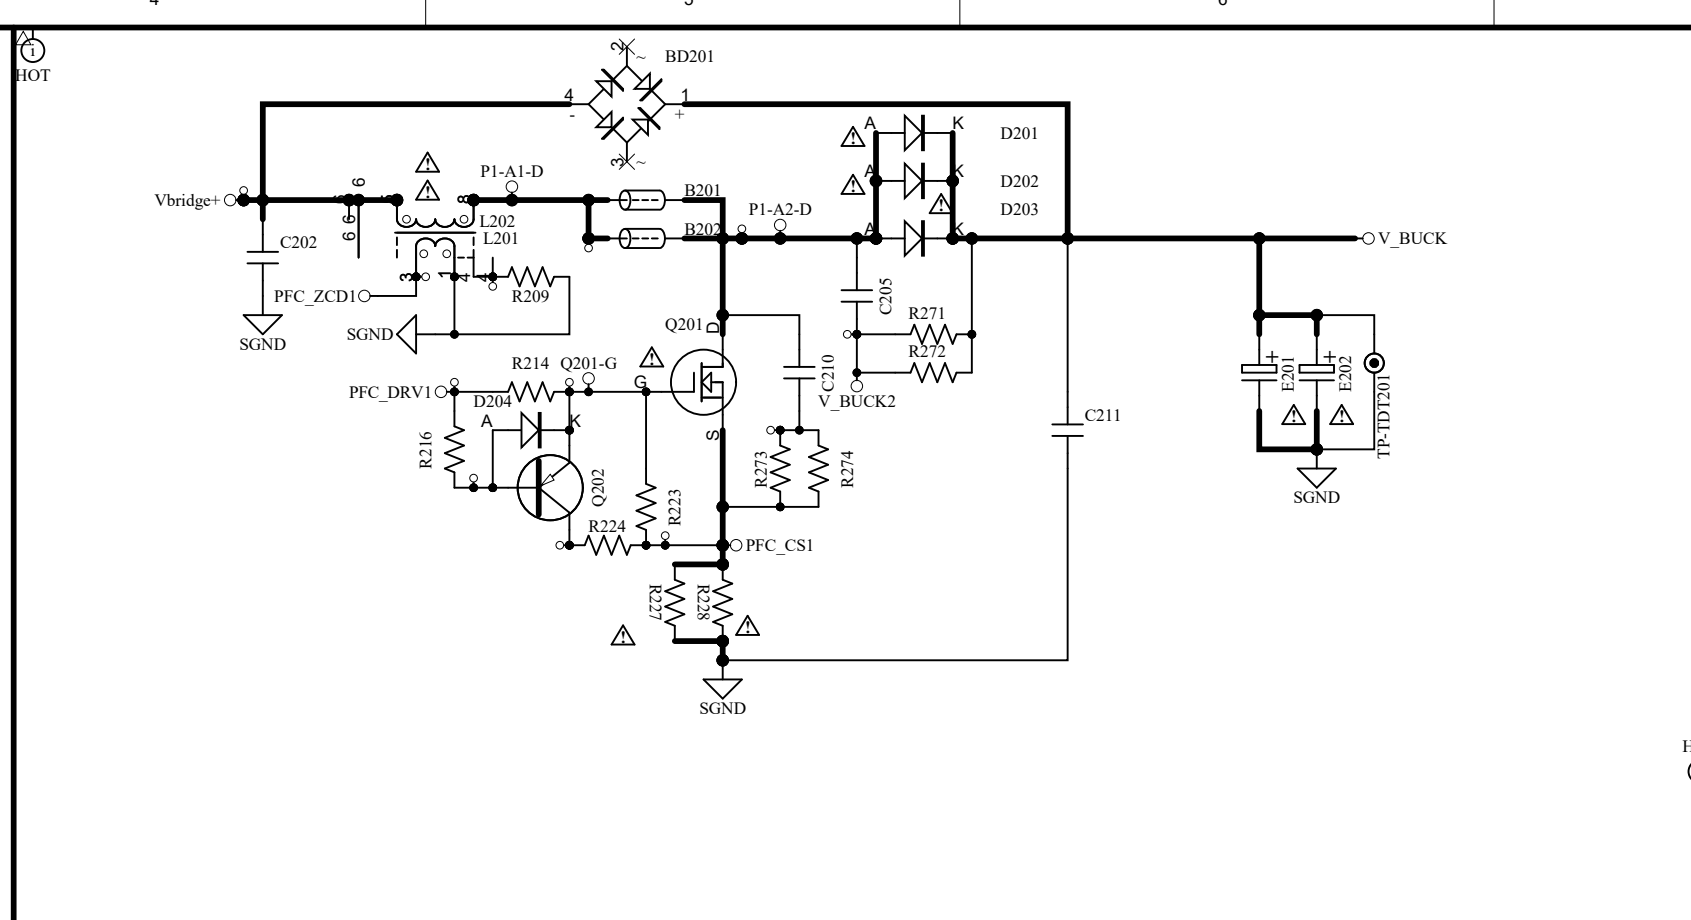 4 5 6
1
HOT
2 ~ BD201
4 1
- +
3 ~
A K D201
A K D202
D203
A K
P1-A1-D
Vbridge+
6 6 6
8
B201
B202
P1-A2-D
V_BUCK
L202
L201
C202
3 1 4 4
PFC_ZCD1
R209
SGND
SGND
C205
R271
R272
V_BUCK2
Q201 D
G
S
C210
R214 Q201-G
PFC_DRV1
D204
A K
R216
Q202
R223
R224
R273
R274
PFC_CS1
R227
R228
SGND
C211
+ E201
+ E202
TP-TDT201
SGND
H